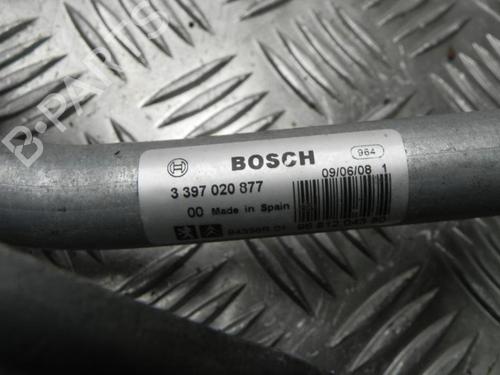 B-PARTS
BOSCH
964
3 397 020 877
09/06/08 1
00 Made in Spain